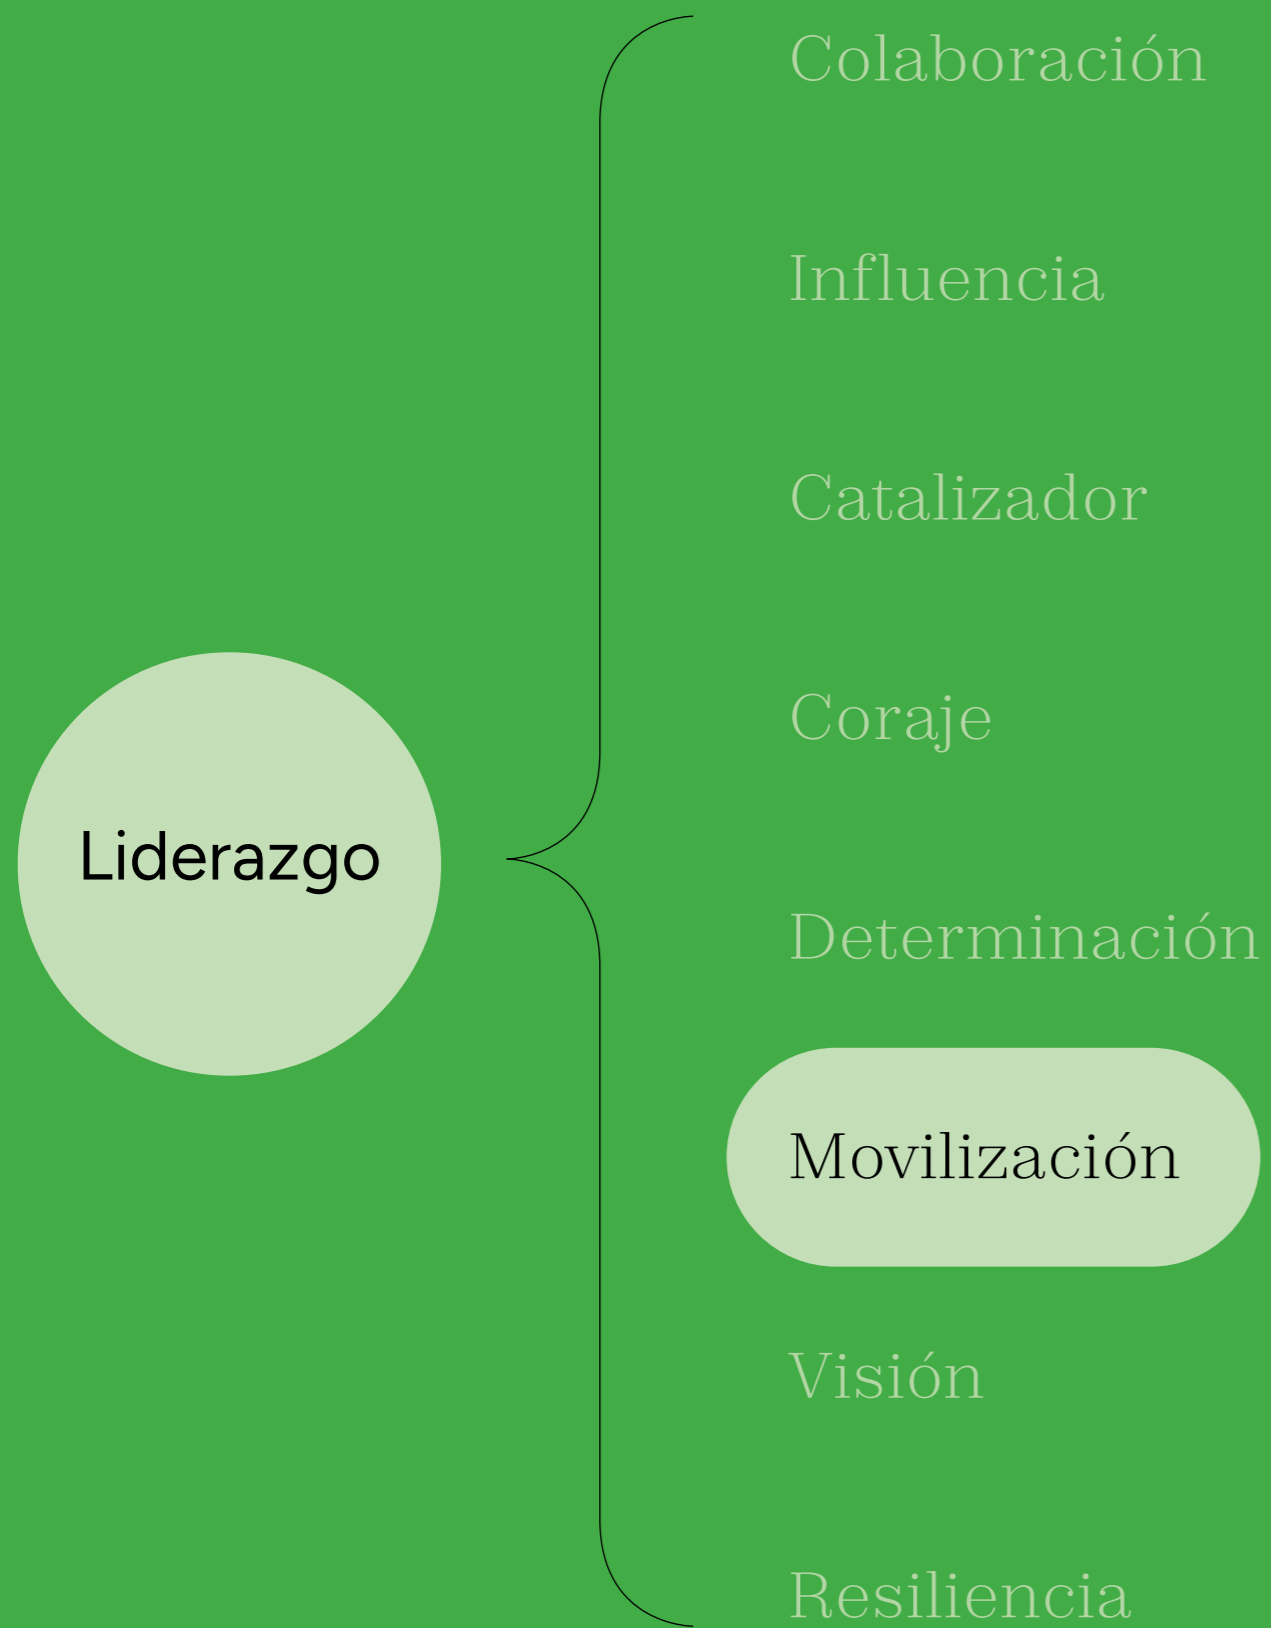 Liderazgo
Colaboración
Influencia
Catalizador
Coraje
Determinación
Movilización
Visión
Resiliencia